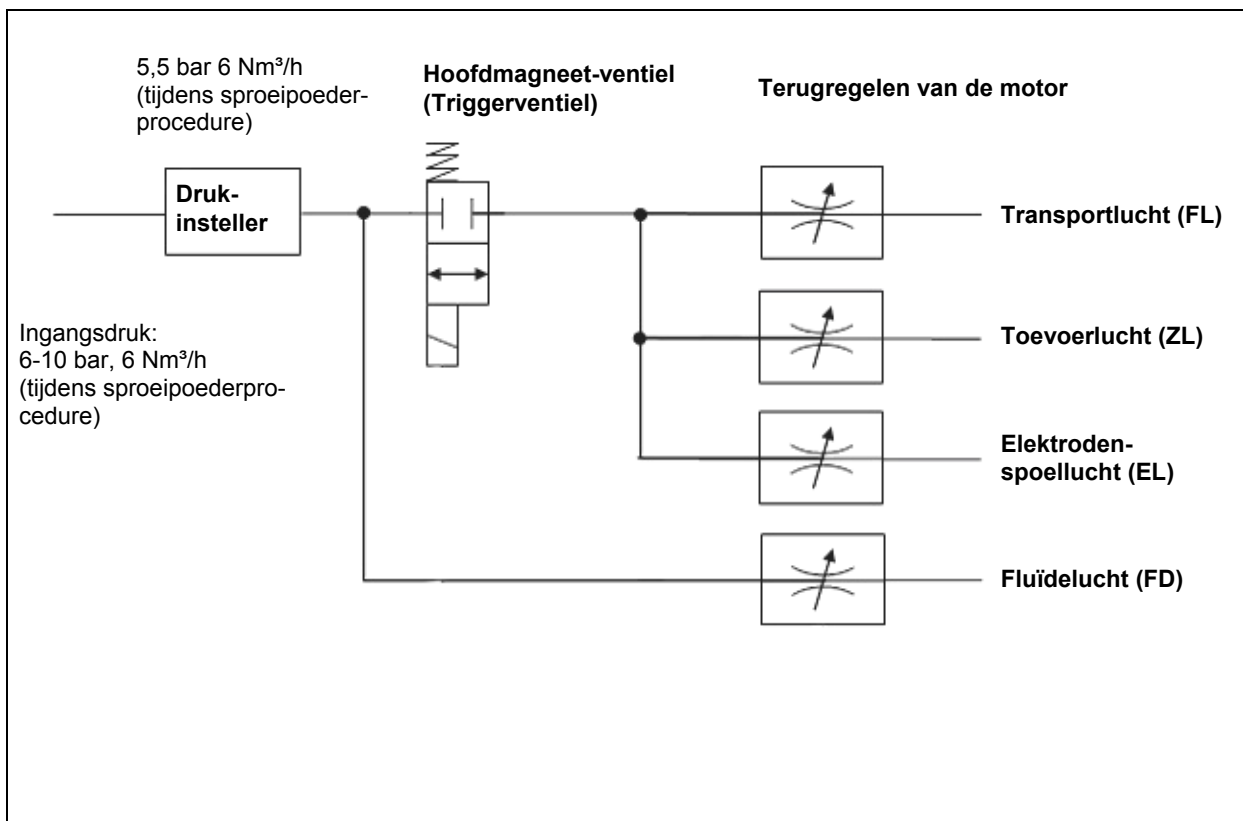 5,5 bar 6 Nm³/h
(tijdens sproeipoeder-
procedure)
Hoofdmagneet-ventiel
(Triggerventiel)
Terugregelen van de motor
Druk-
insteller
Transportlucht (FL)
Ingangsdruk:
6-10 bar, 6 Nm³/h
(tijdens sproeipoederpro-
cedure)
Toevoerlucht (ZL)
Elektroden-
spoellucht (EL)
Fluïdelucht (FD)